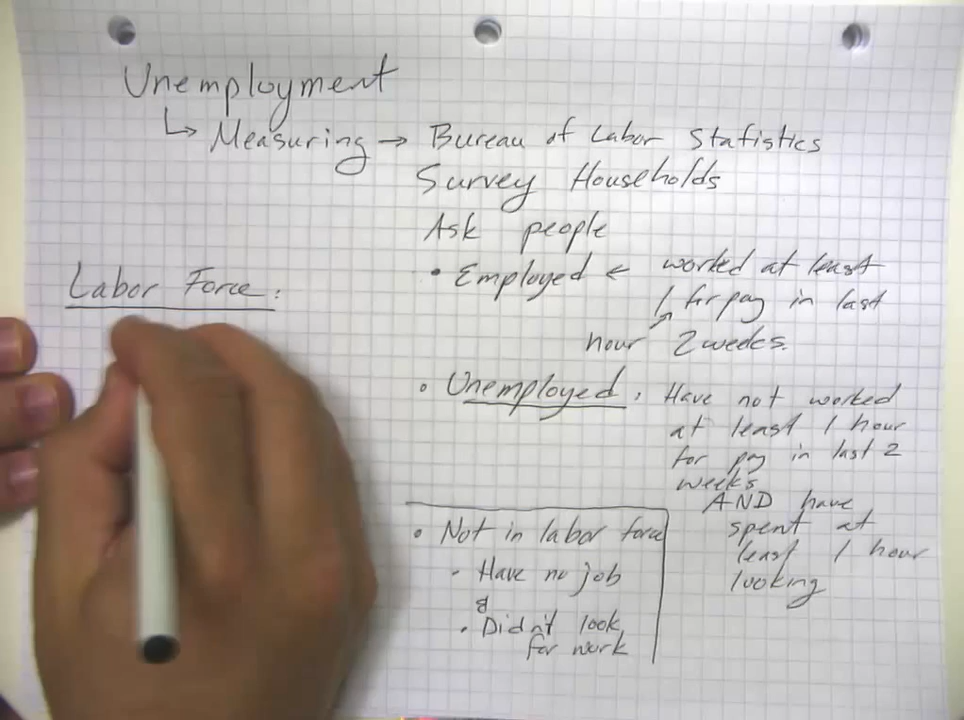 Unemployment
↳ Measuring → Bureau of Labor Statistics
Survey Households
Ask people
• Employed ← worked at least
1 for pay in last
hour 2 weeks.
Labor Force:
• Unemployed. Have not worked
at least 1 hour
for pay in last 2
weeks
AND have
spent at
least 1 hour
looking
• Not in labor force
• Have no job
&
• Didn't look
for work